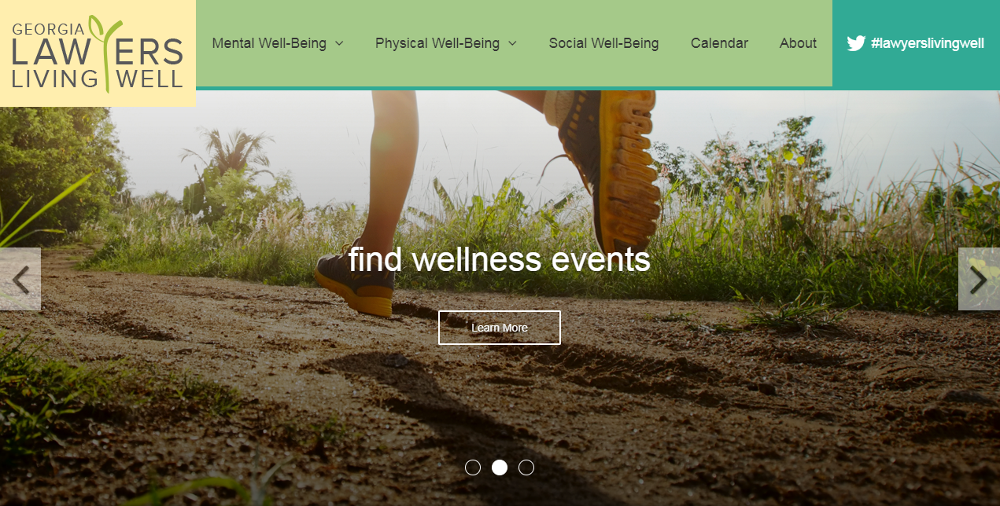 GEORGIA
LAWYERS
LIVING WELL
Mental Well-Being
Physical Well-Being
Social Well-Being
Calendar
About
#lawyerslivingwell
find wellness events
Learn More